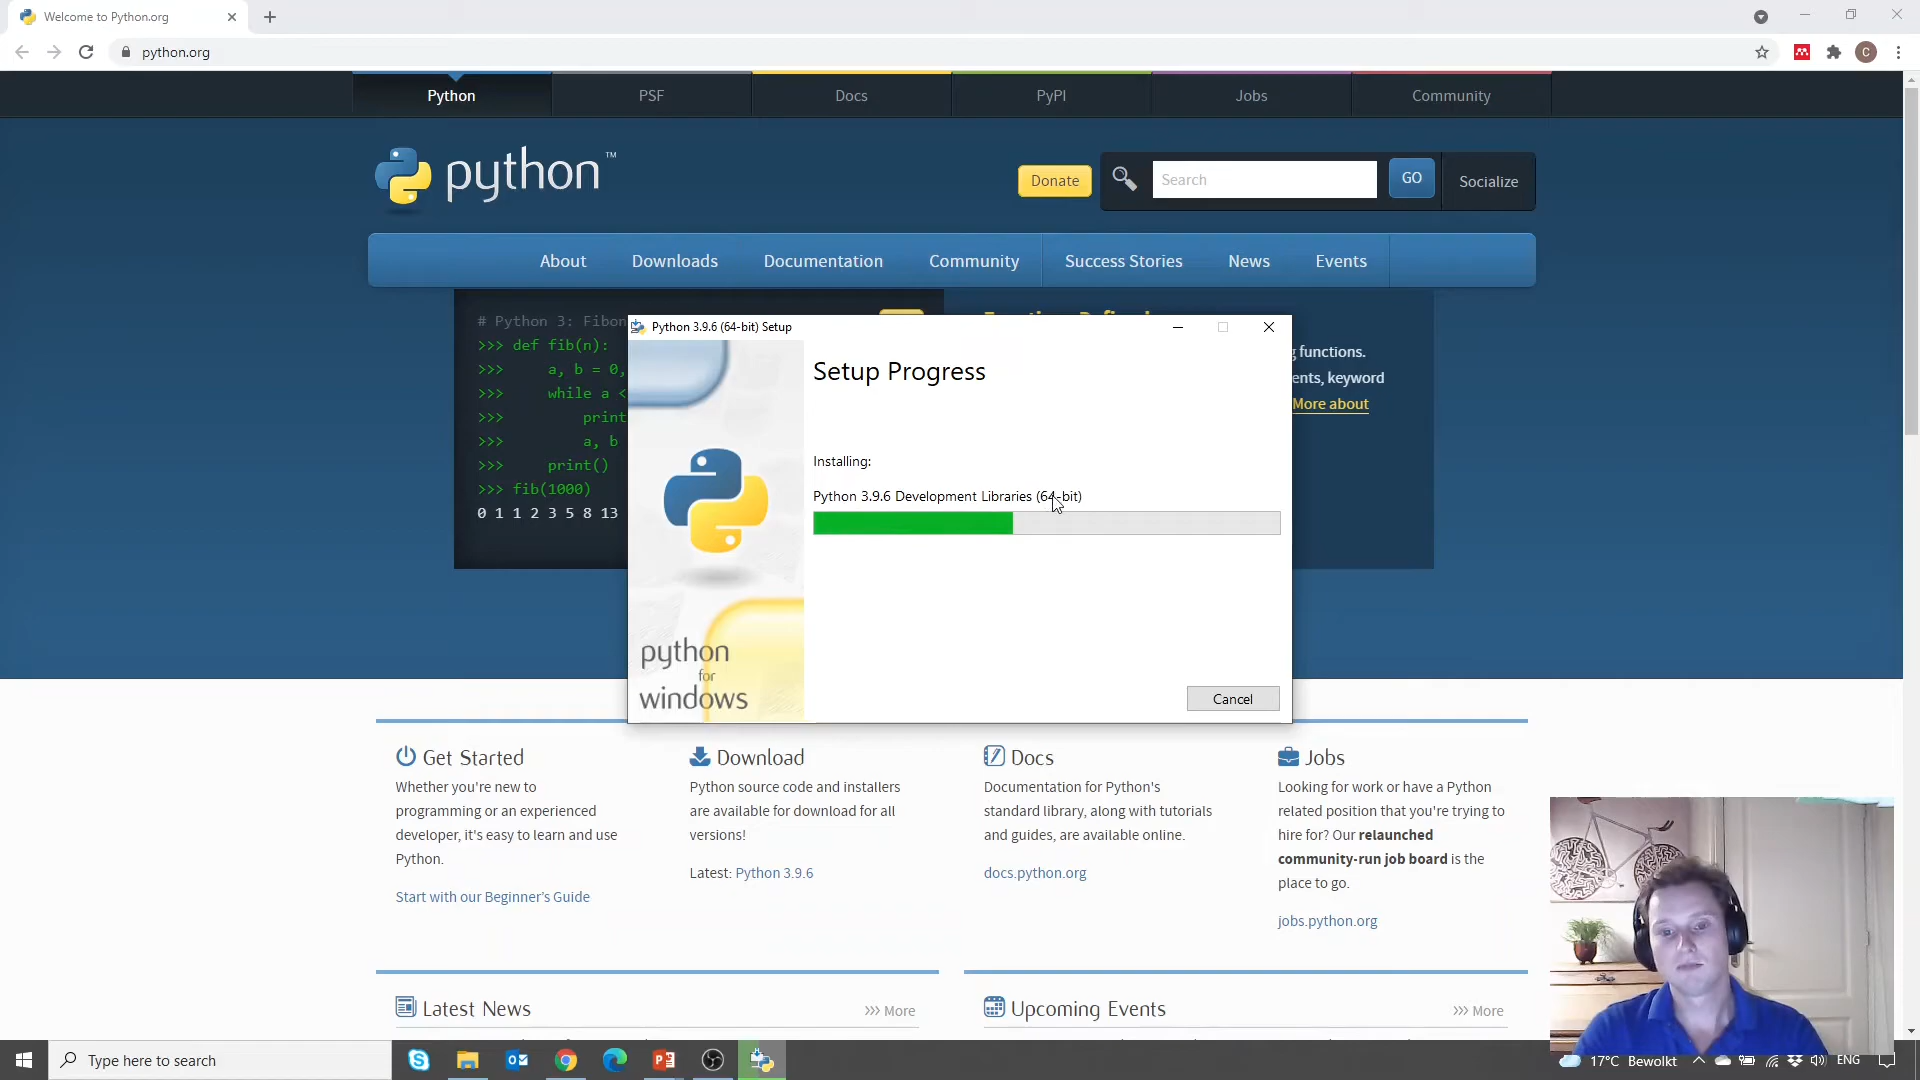 Welcome to Python.org
python.org
Python PSF Docs PyPI Jobs Community
python™
Donate
Search
GO
Socialize
About Downloads Documentation Community Success Stories News Events
# Python 3: Fibon
>>> def fib(n):
>>> a, b = 0,
>>> while a <
>>> print
>>> a, b
>>> print()
>>> fib(1000)
0 1 1 2 3 5 8 13
functions.
ents, keyword
More about
Python 3.9.6 (64-bit) Setup
Setup Progress
Installing:
Python 3.9.6 Development Libraries (64-bit)
python
for
windows
Cancel
Get Started
Whether you're new to
programming or an experienced
developer, it's easy to learn and use
Python.
Start with our Beginner's Guide
Download
Python source code and installers
are available for download for all
versions!
Latest: Python 3.9.6
Docs
Documentation for Python's
standard library, along with tutorials
and guides, are available online.
docs.python.org
Jobs
Looking for work or have a Python
related position that you're trying to
hire for? Our relaunched
community-run job board is the
place to go.
jobs.python.org
Latest News
>>> More
Upcoming Events
>>> More
Type here to search
17°C Bewolkt
ENG